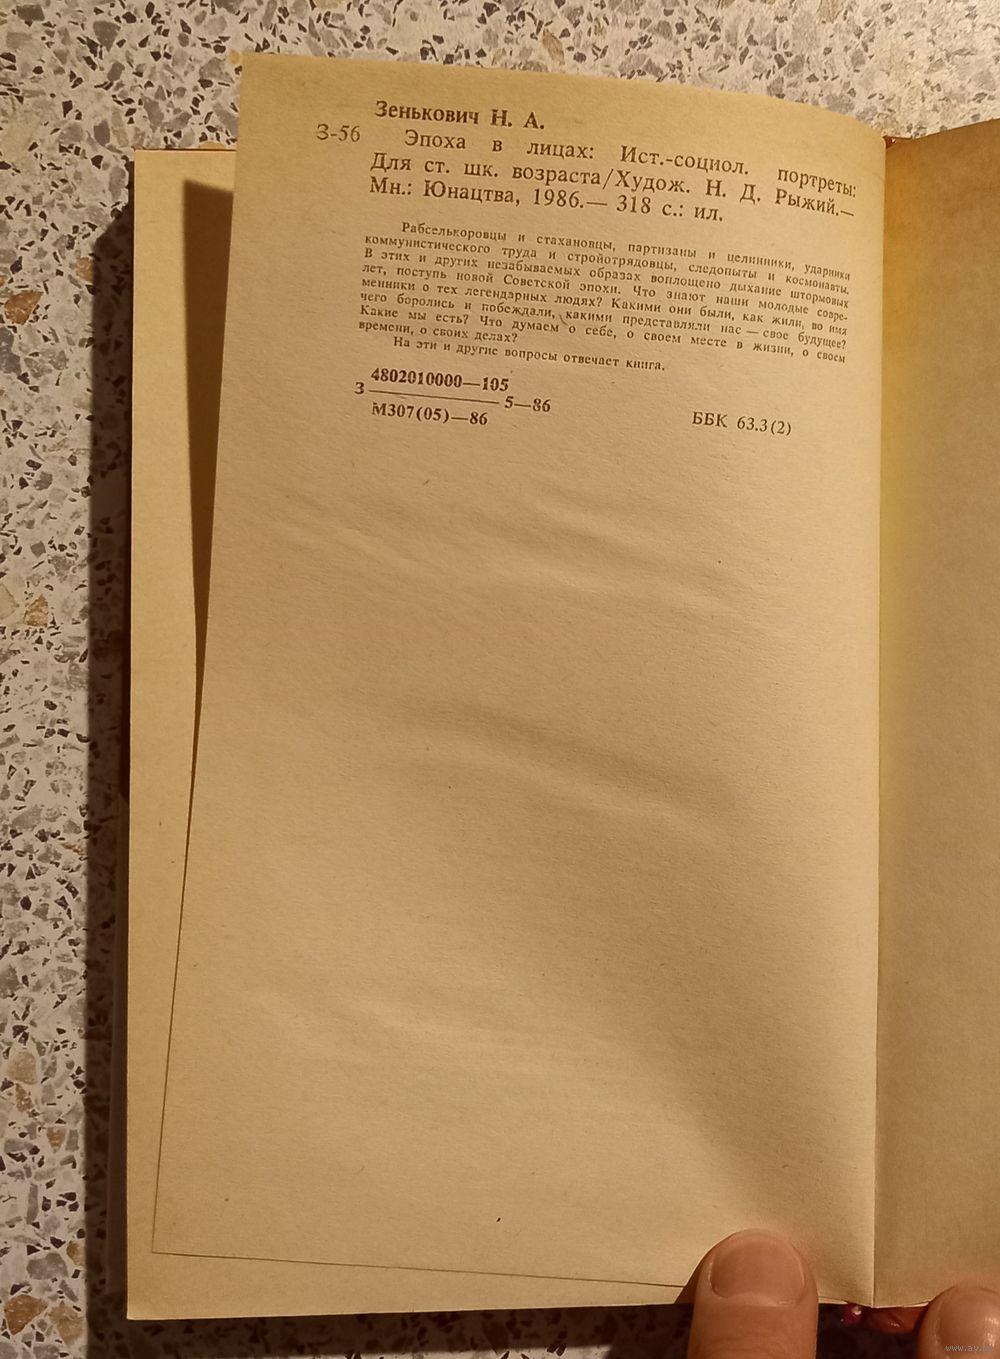 Зенькович Н. А.
З-56 Эпоха в лицах: Ист.-социол. портреты:
Для ст. шк. возраста/Худож. Н. Д. Рыжий.—
Мн.: Юнацтва, 1986.— 318 с.: ил.
Рабселькоровцы и стахановцы, партизаны и целинники, ударники
коммунистического труда и стройотрядовцы, следопыты и космонавты.
В этих и других незабываемых образах воплощено дыхание штормовых
лет, поступь новой Советской эпохи. Что знают наши молодые совре-
менники о тех легендарных людях? Какими они были, как жили, во имя
чего боролись и побеждали, какими представляли нас — свое будущее?
Какие мы есть? Что думаем о себе, о своем месте в жизни, о своем
времени, о своих делах?
На эти и другие вопросы отвечает книга.
4802010000—105
З 5—86
М307(05)—86
ББК 63.3(2)